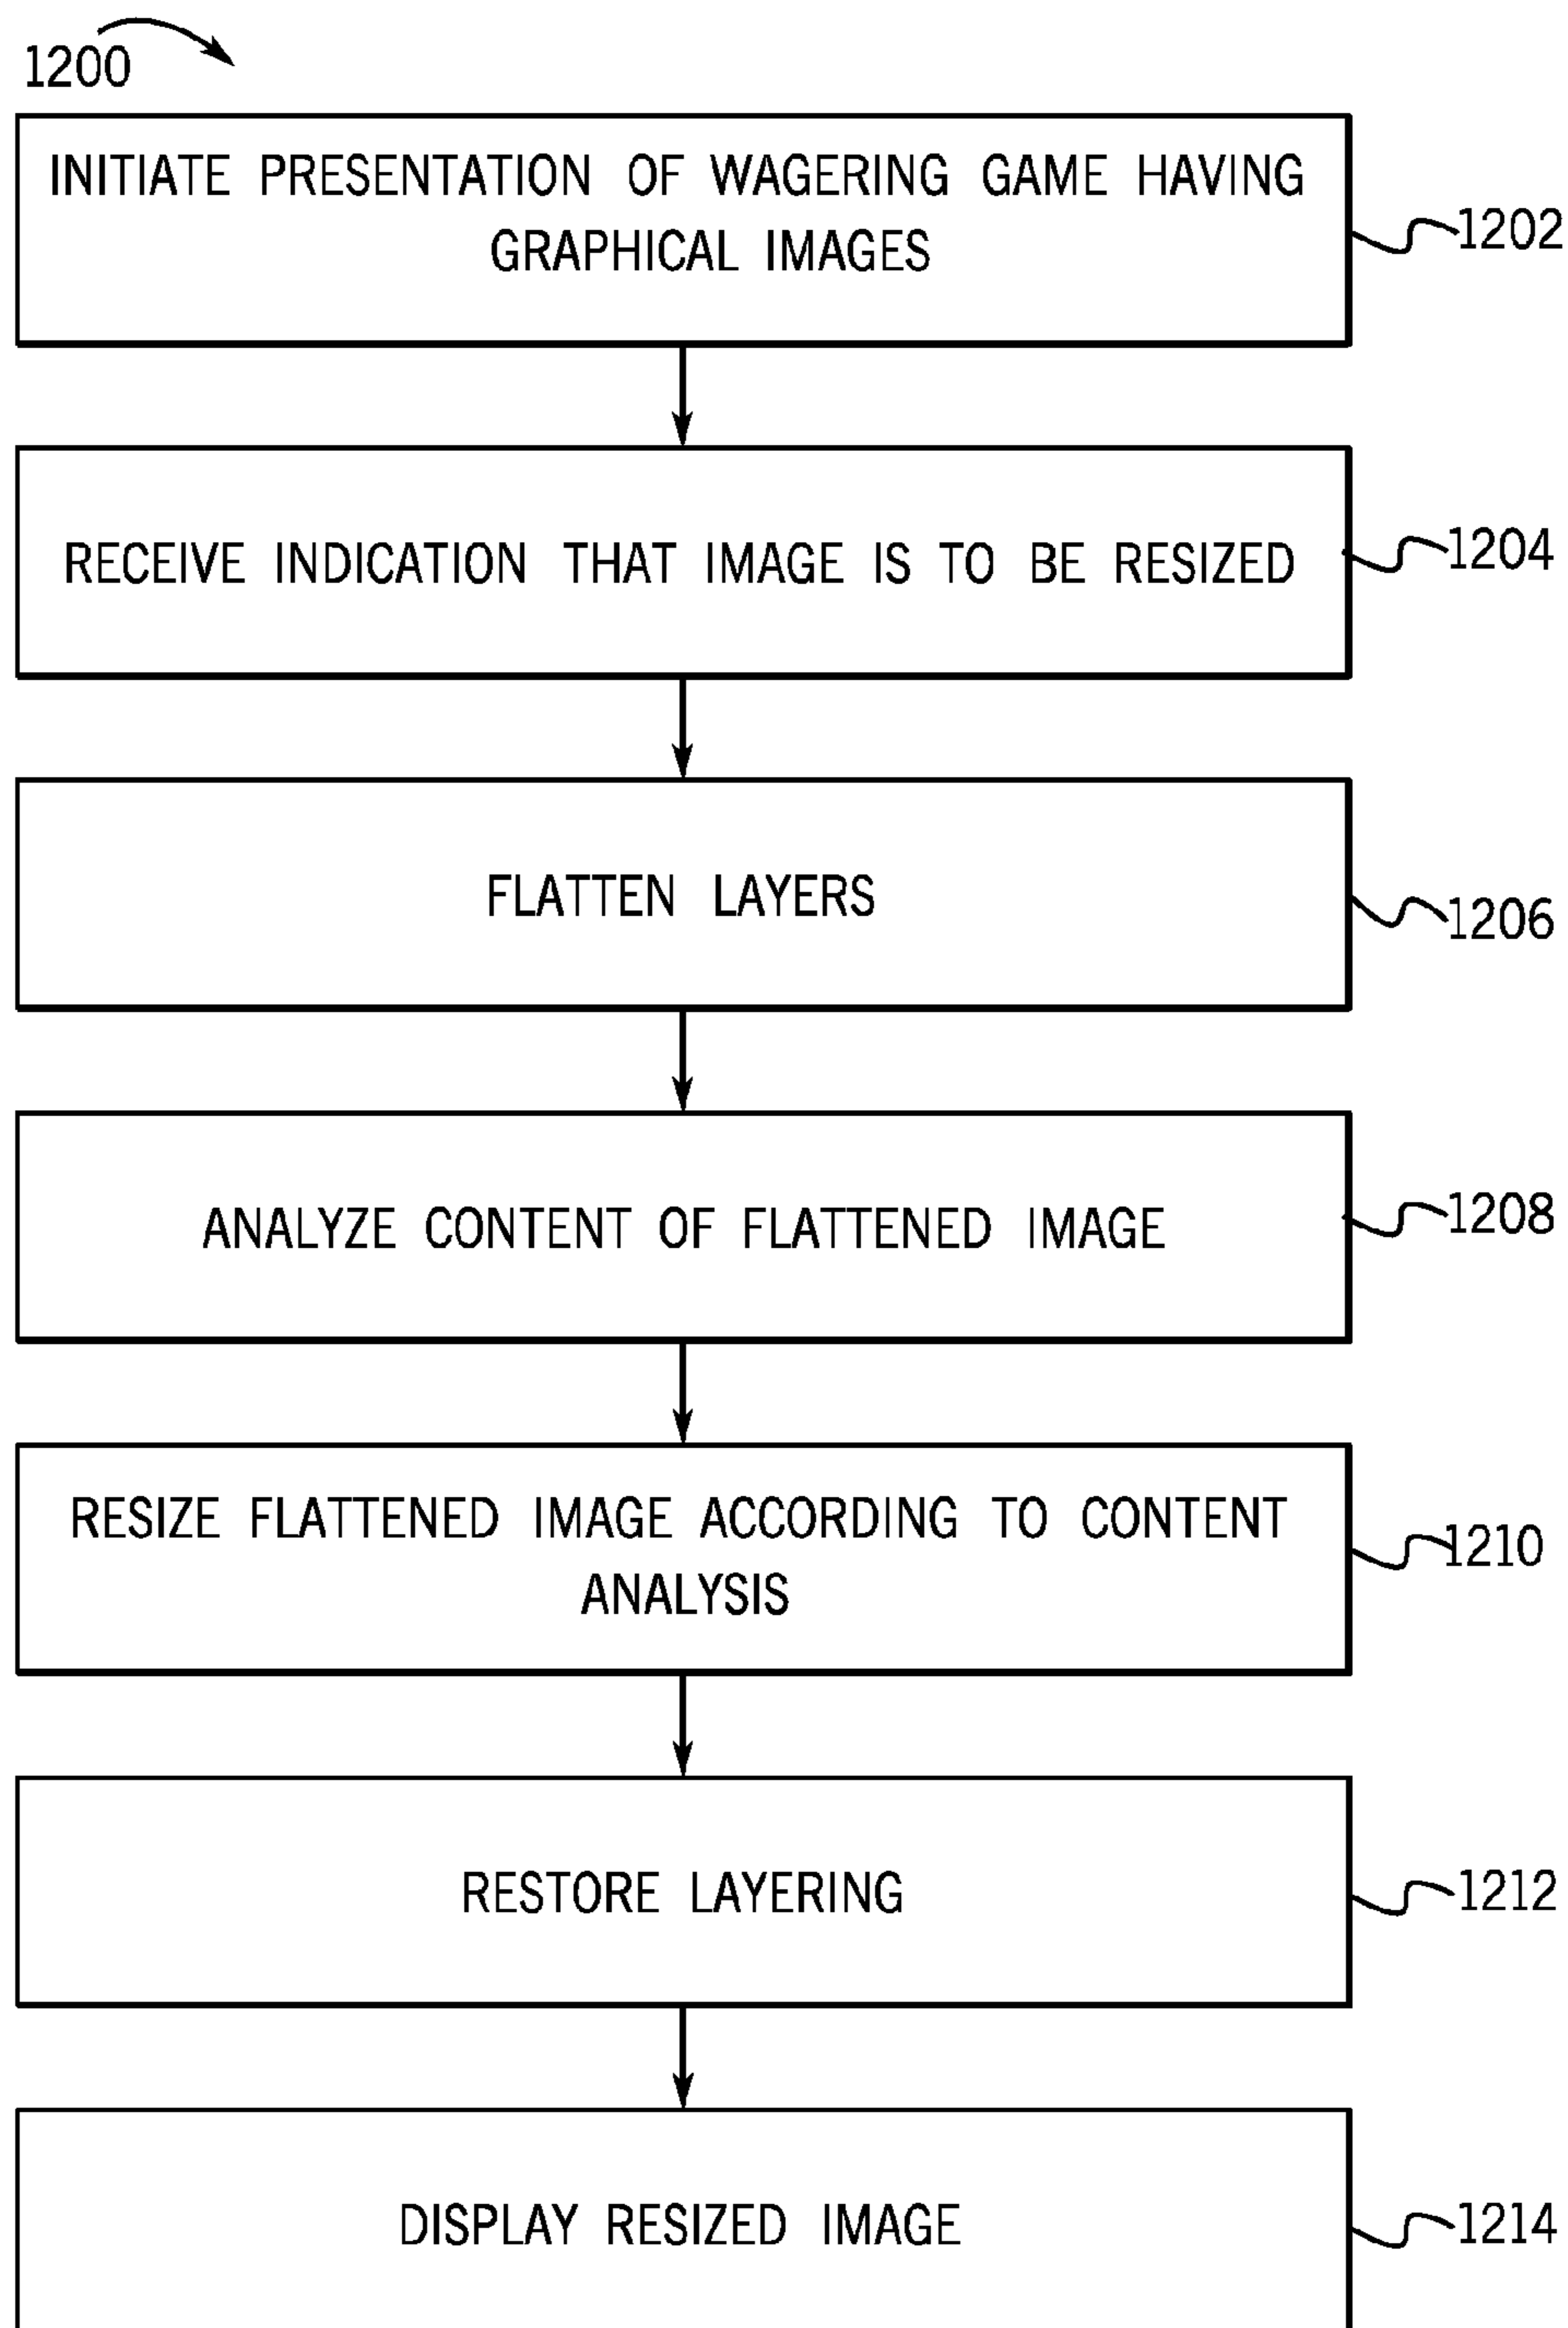 1200
INITIATE PRESENTATION OF WAGERING GAME HAVING
GRAPHICAL IMAGES
1202
RECEIVE INDICATION THAT IMAGE IS TO BE RESIZED
1204
FLATTEN LAYERS
1206
ANALYZE CONTENT OF FLATTENED IMAGE
1208
RESIZE FLATTENED IMAGE ACCORDING TO CONTENT
ANALYSIS
1210
RESTORE LAYERING
1212
DISPLAY RESIZED IMAGE
1214